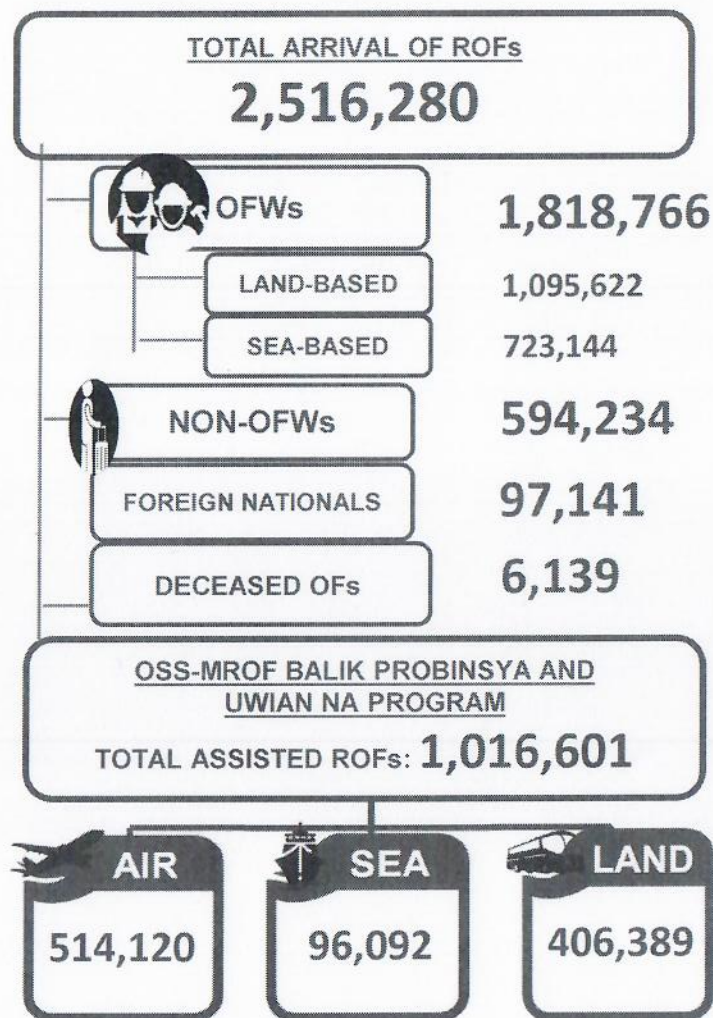 TOTAL ARRIVAL OF ROFs
2,516,280
OFWs 1,818,766
LAND-BASED 1,095,622
SEA-BASED 723,144
NON-OFWs 594,234
FOREIGN NATIONALS 97,141
DECEASED OFs 6,139
OSS-MROF BALIK PROBINSYA AND
UWIAN NA PROGRAM
TOTAL ASSISTED ROFs: 1,016,601
AIR SEA LAND
514,120 96,092 406,389